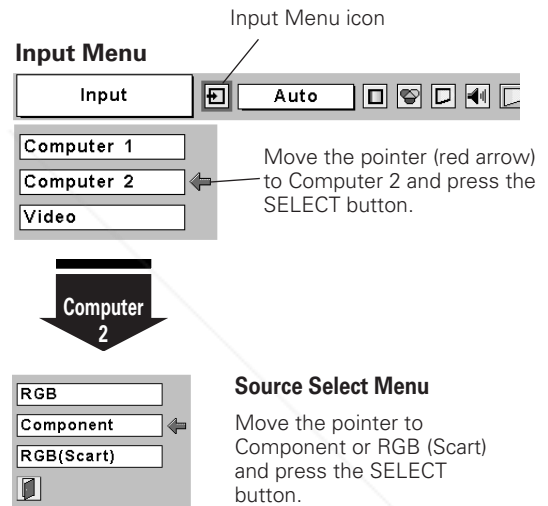 Input Menu icon
Input Menu
Input
Auto
Computer 1
Computer 2
Video
Move the pointer (red arrow)
to Computer 2 and press the
SELECT button.
Computer
2
RGB
Component
RGB(Scart)
Source Select Menu
Move the pointer to
Component or RGB (Scart)
and press the SELECT
button.